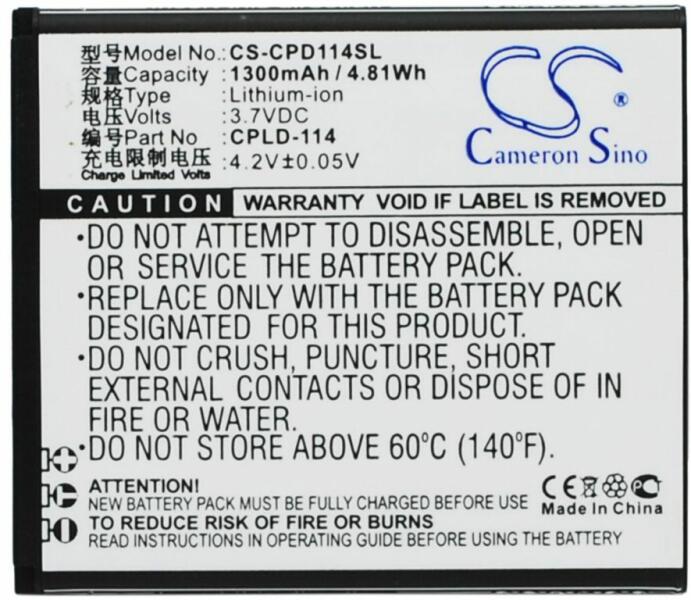 型号Model No.:CS-CPD114SL
容量Capacity :1300mAh/4.81Wh
规格Type :Lithium-ion
电压Volts :3.7VDC
编号Part No :CPLD-114
充电限制电压 :4.2V±0.05V
Charge Limited Volts
CS®
Cameron Sino
CAUTION WARRANTY VOID IF LABEL IS REMOVED
•DO NOT ATTEMPT TO DISASSEMBLE, OPEN
OR SERVICE THE BATTERY PACK.
•REPLACE ONLY WITH THE BATTERY PACK
DESIGNATED FOR THIS INSTRUMENT.
•DO NOT CRUSH, PUNCTURE, SHORT
EXTERNAL CONTACTS OR DISPOSE OF IN
FIRE OR WATER.
•DO NOT STORE ABOVE 60°C (140°F).
+
−
ATTENTION!
NEW BATTERY PACK MUST BE FULLY CHARGED BEFORE USE
TO REDUCE RISK OF FIRE OR BURNS
READ INSTRUCTIONS IN OPERATING GUIDE BEFORE USING THE BATTERY
CE
Made In China